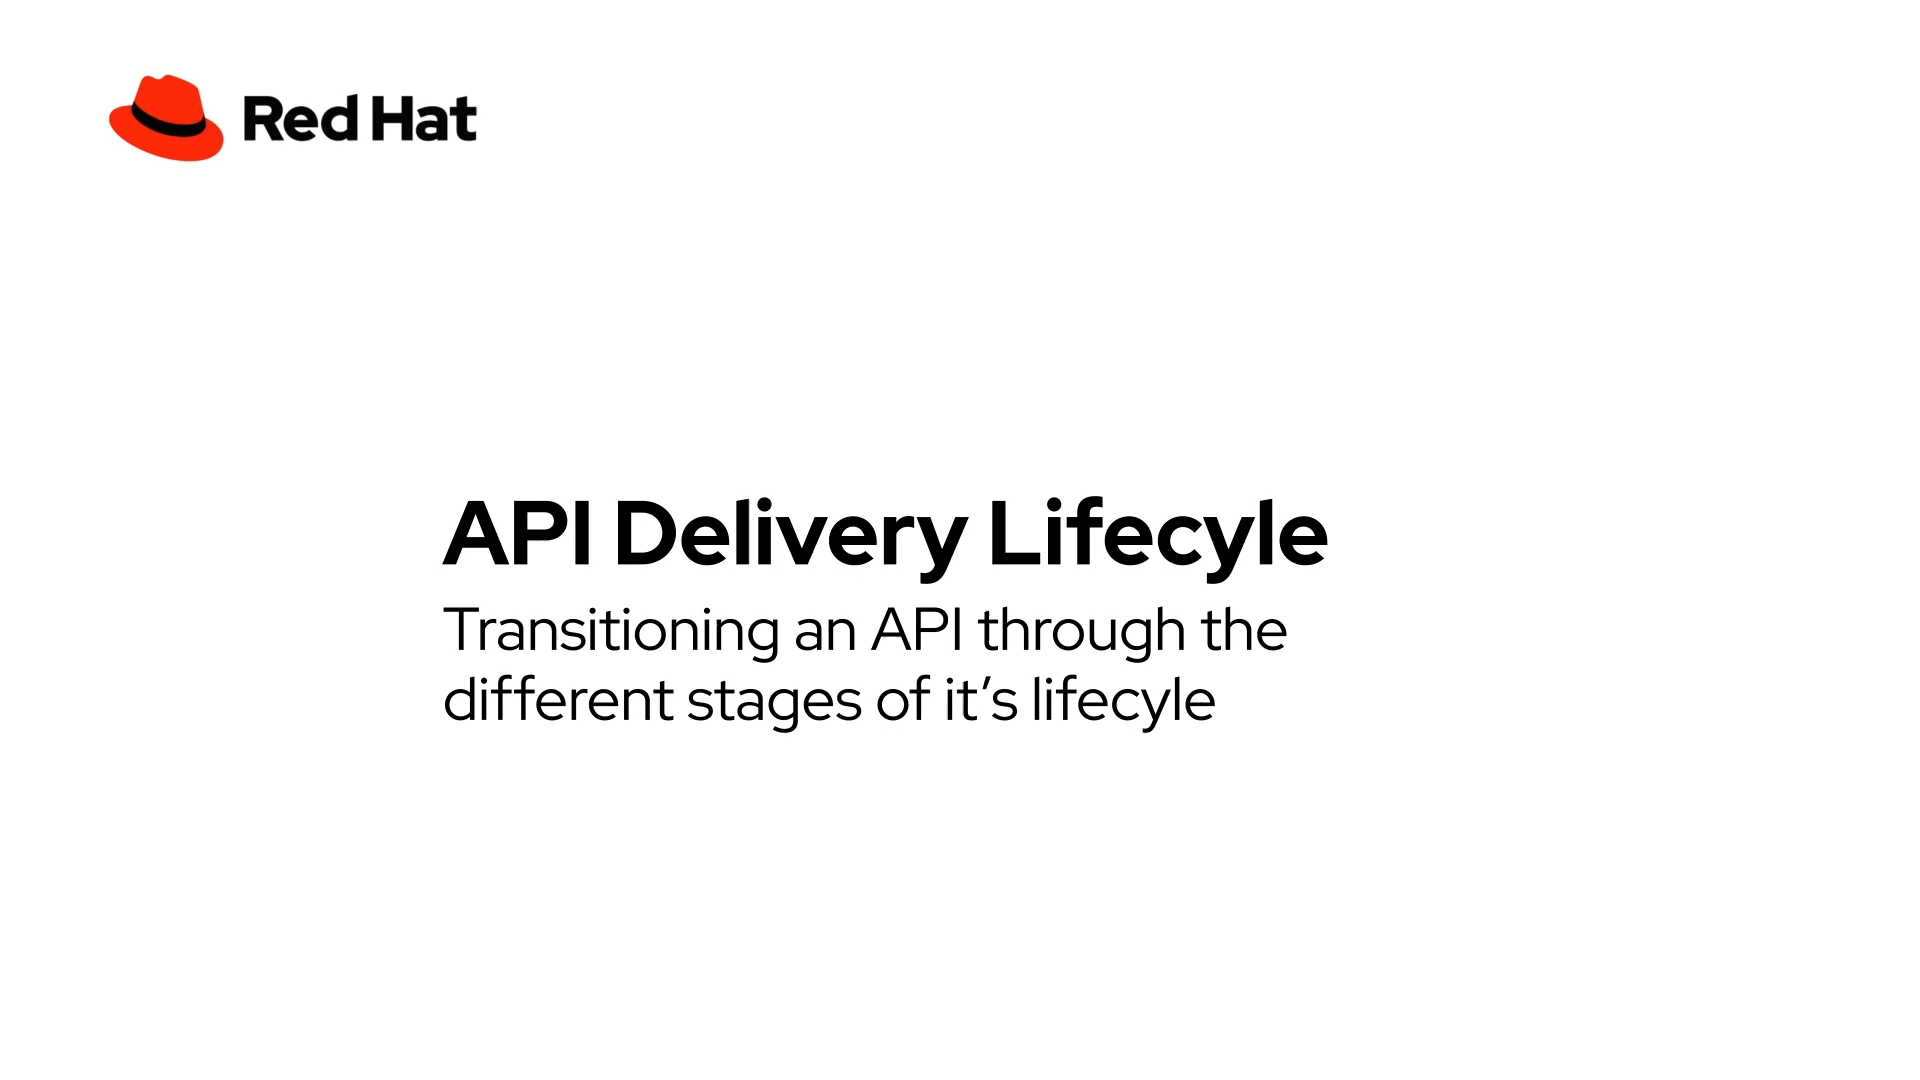 Red Hat
API Delivery Lifecyle
Transitioning an API through the
different stages of it’s lifecyle